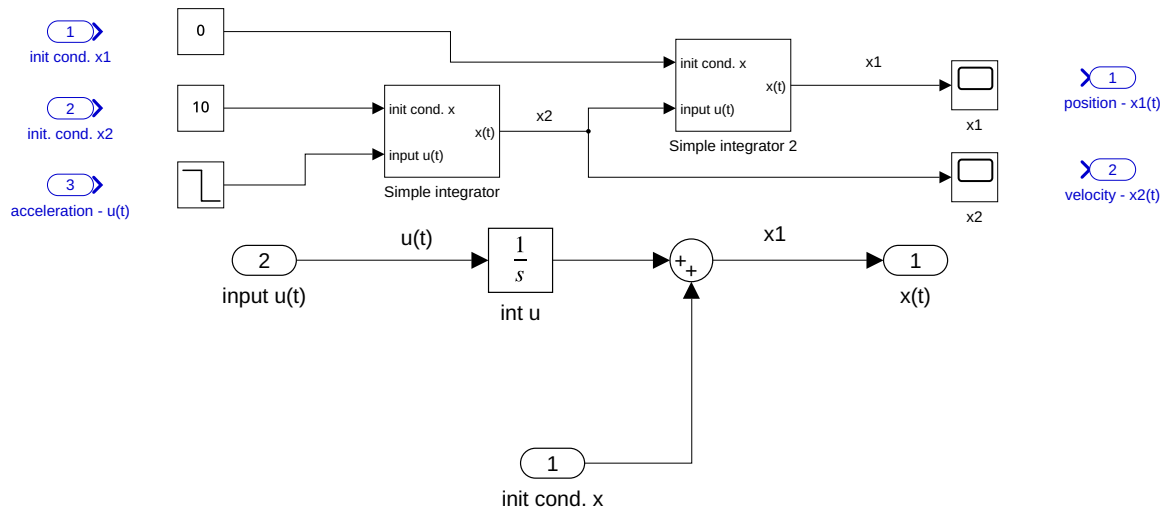 1
init cond. x1
2
init. cond. x2
3
acceleration - u(t)
0
10
init cond. x
x(t)
input u(t)
Simple integrator
x2
init cond. x
x(t)
input u(t)
Simple integrator 2
x1
x1
x2
1
position - x1(t)
2
velocity - x2(t)
2
input u(t)
u(t)
1
s
int u
+
+
x1
1
x(t)
1
init cond. x